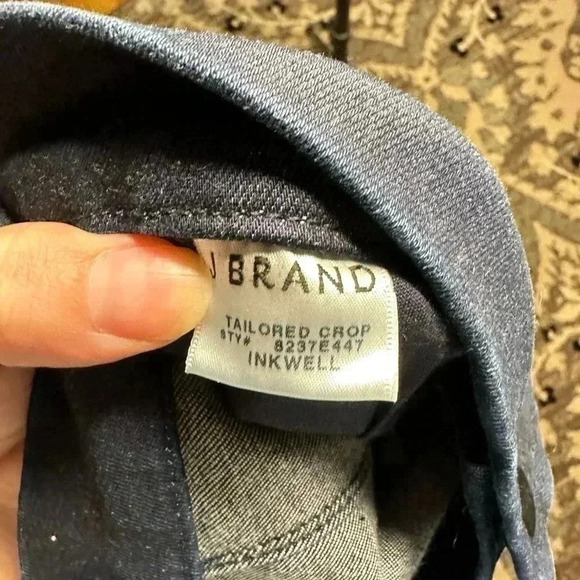 J BRAND
TAILORED CROP
STY# 8237E447
INKWELL